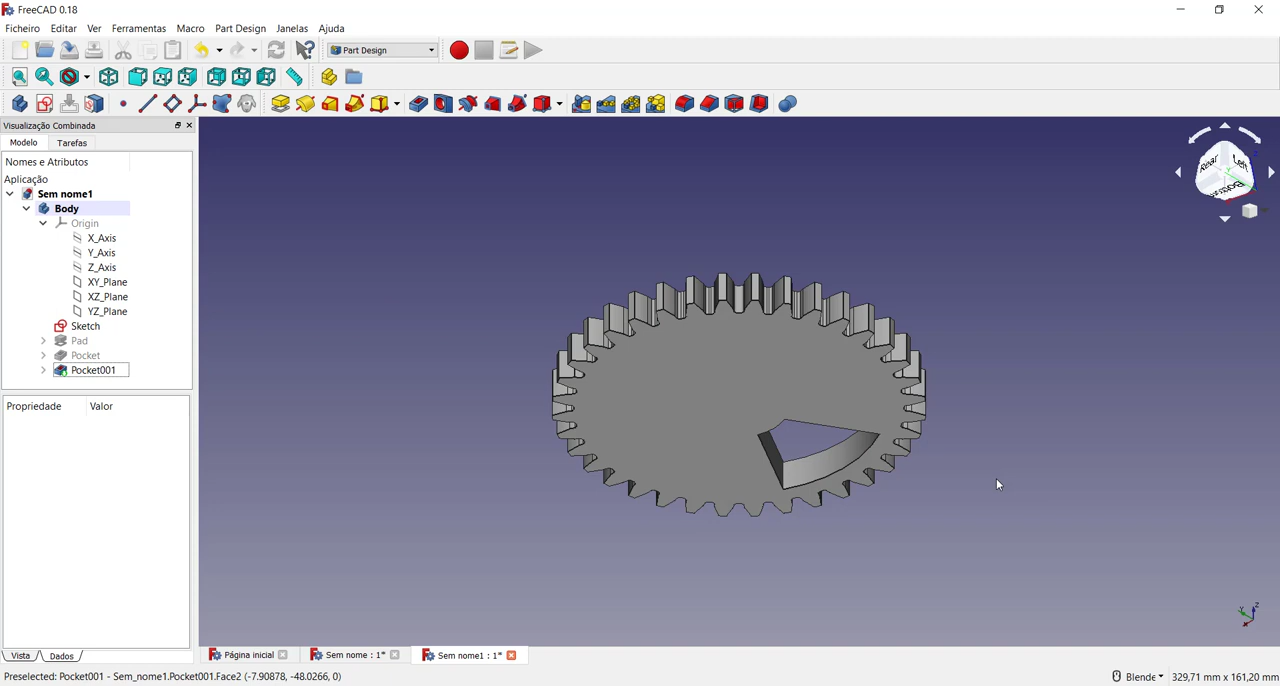 FreeCAD 0.18
Ficheiro Editar Ver Ferramentas Macro Part Design Janelas Ajuda
Part Design
Visualização Combinada
Modelo Tarefas
Nomes e Atributos
Aplicação
Sem nome1
Body
Origin
X_Axis
Y_Axis
Z_Axis
XY_Plane
XZ_Plane
YZ_Plane
Sketch
Pad
Pocket
Pocket001
Propriedade Valor
Rear Left
Z
Y X
Vista Dados
Página inicial Sem nome : 1* Sem nome1 : 1*
Preselected: Pocket001 - Sem_nome1.Pocket001.Face2 (-7.90878, -48.0266, 0) Blende 329,71 mm x 161,20 mm